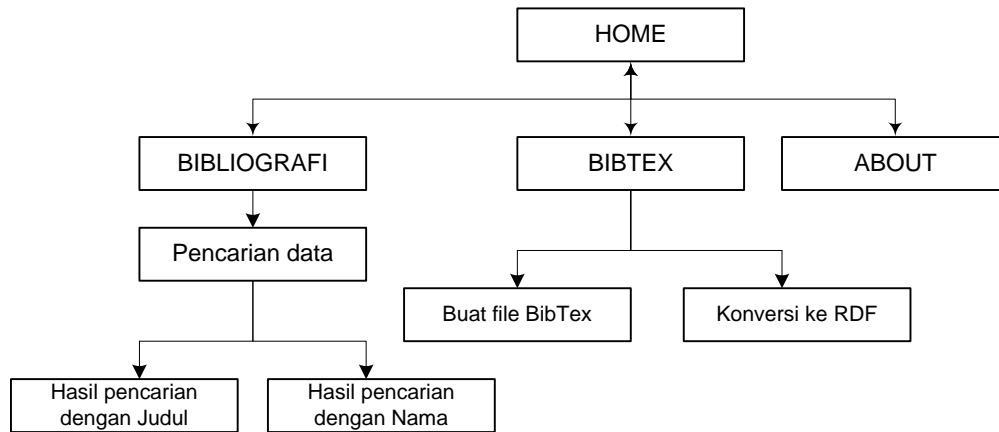 HOME
BIBLIOGRAFI
BIBTEX
ABOUT
Pencarian data
Buat file BibTex
Konversi ke RDF
Hasil pencarian
dengan Judul
Hasil pencarian
dengan Nama